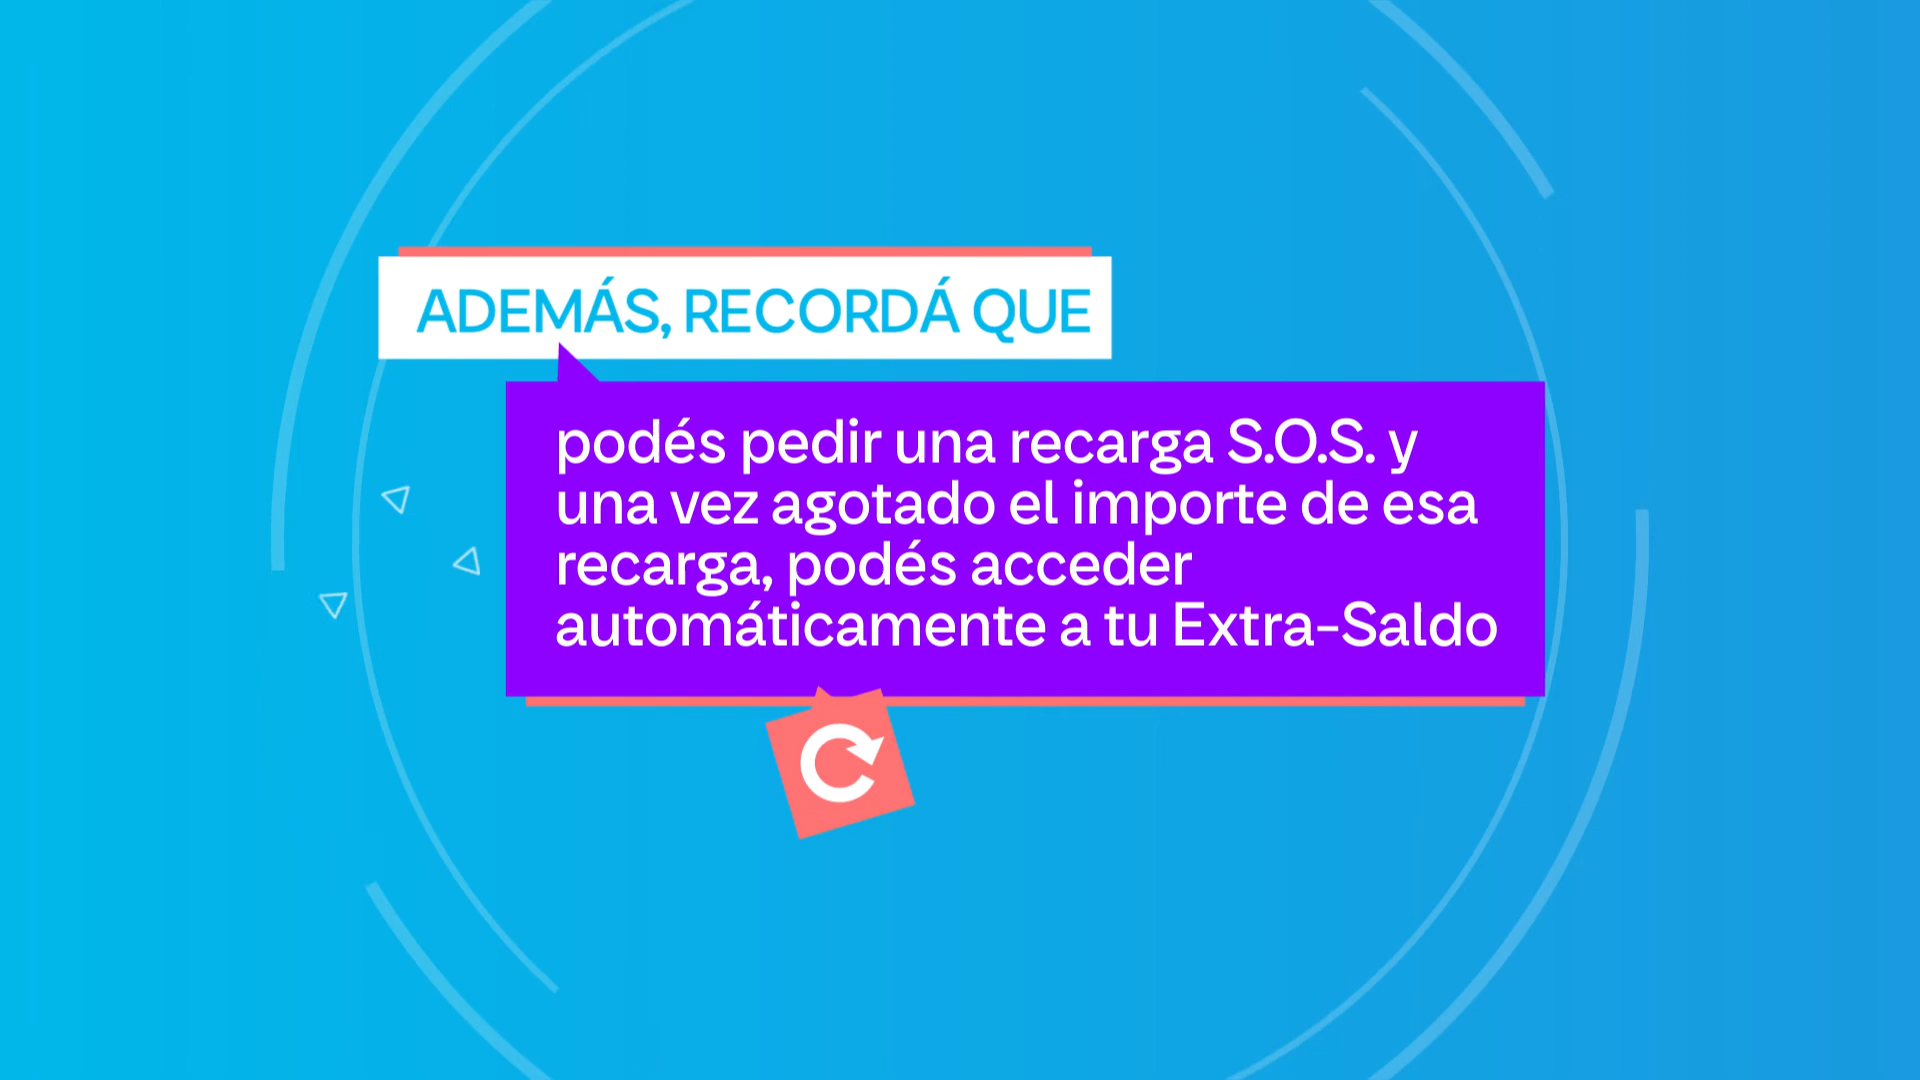 ADEMÁS, RECORDÁ QUE
podés pedir una recarga S.O.S. y
una vez agotado el importe de esa
recarga, podés acceder
automáticamente a tu Extra-Saldo